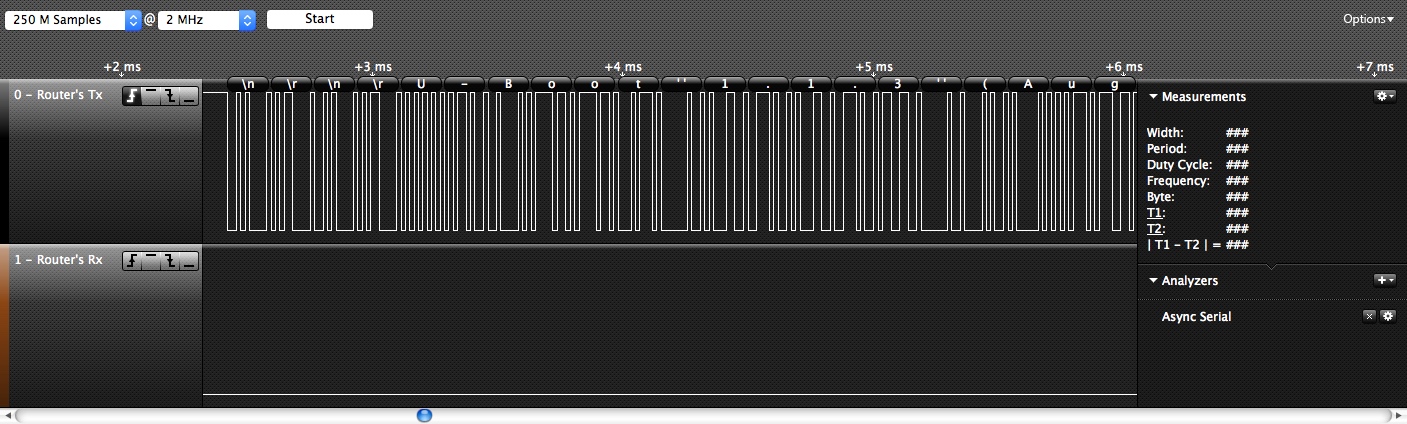 250 M Samples @ 2 MHz Start Options▾
+2 ms +3 ms +4 ms +5 ms +6 ms +7 ms
\n \r \n \r U - B o o t ' ' 1 . 1 . 3 ' ' ( A u g
0 - Router's Tx
1 - Router's Rx
Measurements
Width: ###
Period: ###
Duty Cycle: ###
Frequency: ###
Byte: ###
T1: ###
T2: ###
| T1 - T2 | = ###
Analyzers
Async Serial